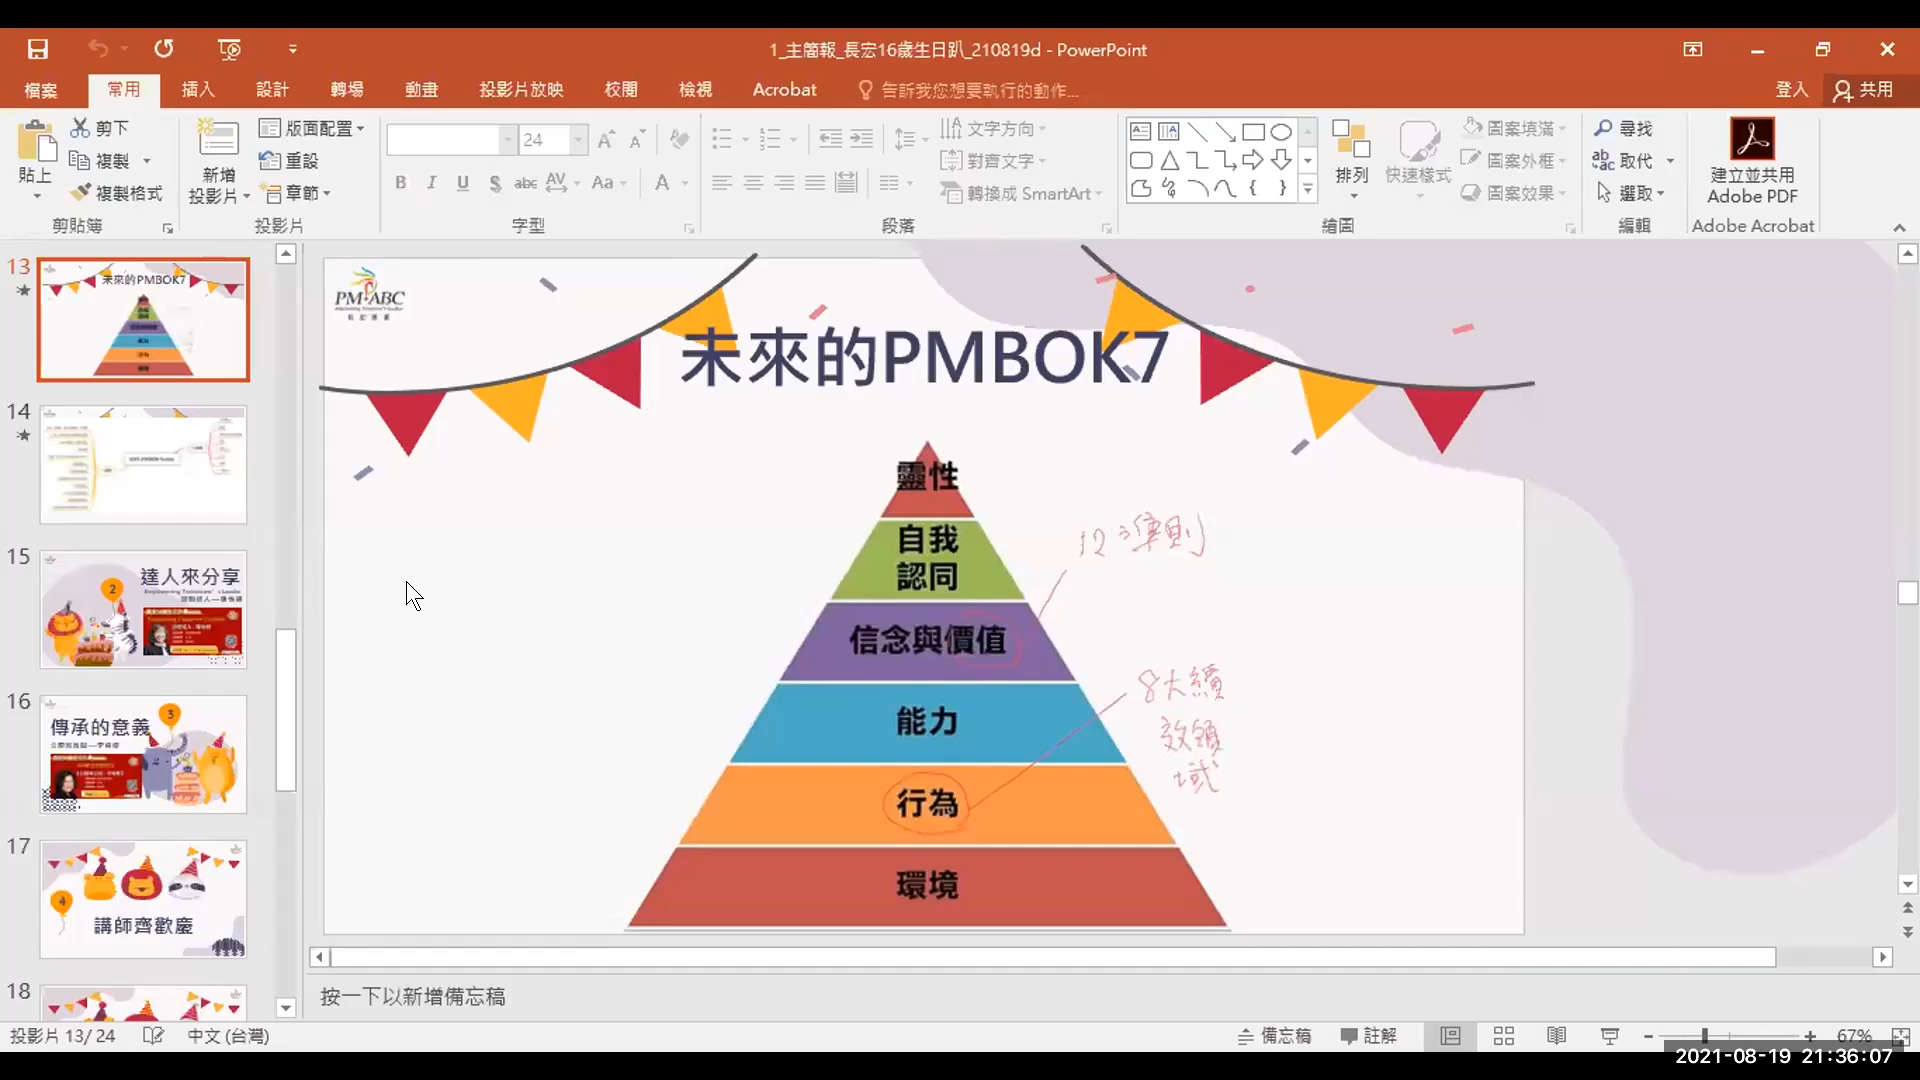 1_主簡報_長宏16歲生日趴_210819d - PowerPoint
檔案 常用 插入 設計 轉場 動畫 投影片放映 校閱 檢視 Acrobat 告訴我您想要執行的動作... 登入 共用
貼上
剪下
複製
複製格式
剪貼簿
新增
投影片
版面配置
重設
章節
投影片
24
B I U S abc AV Aa A
字型
文字方向
對齊文字
轉換成 SmartArt
段落
排列
快速樣式
圖案填滿
圖案外框
圖案效果
繪圖
尋找
取代
選取
編輯
建立並共用
Adobe PDF
Adobe Acrobat
13
未來的PMBOK7
14
15
2
達人來分享
16
3
傳承的意義
17
4
講師齊歡慶
18
PM-ABC
未來的PMBOK7
靈性
自我
認同
信念與價值
能力
行為
環境
12準則
8大績
效領
域
按一下以新增備忘稿
投影片 13/ 24 中文 (台灣) 備忘稿 註解 67%
2021-08-19 21:36:07